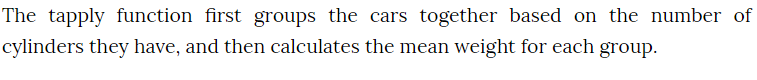 The tapply function first groups the cars together based on the number of
cylinders they have, and then calculates the mean weight for each group.